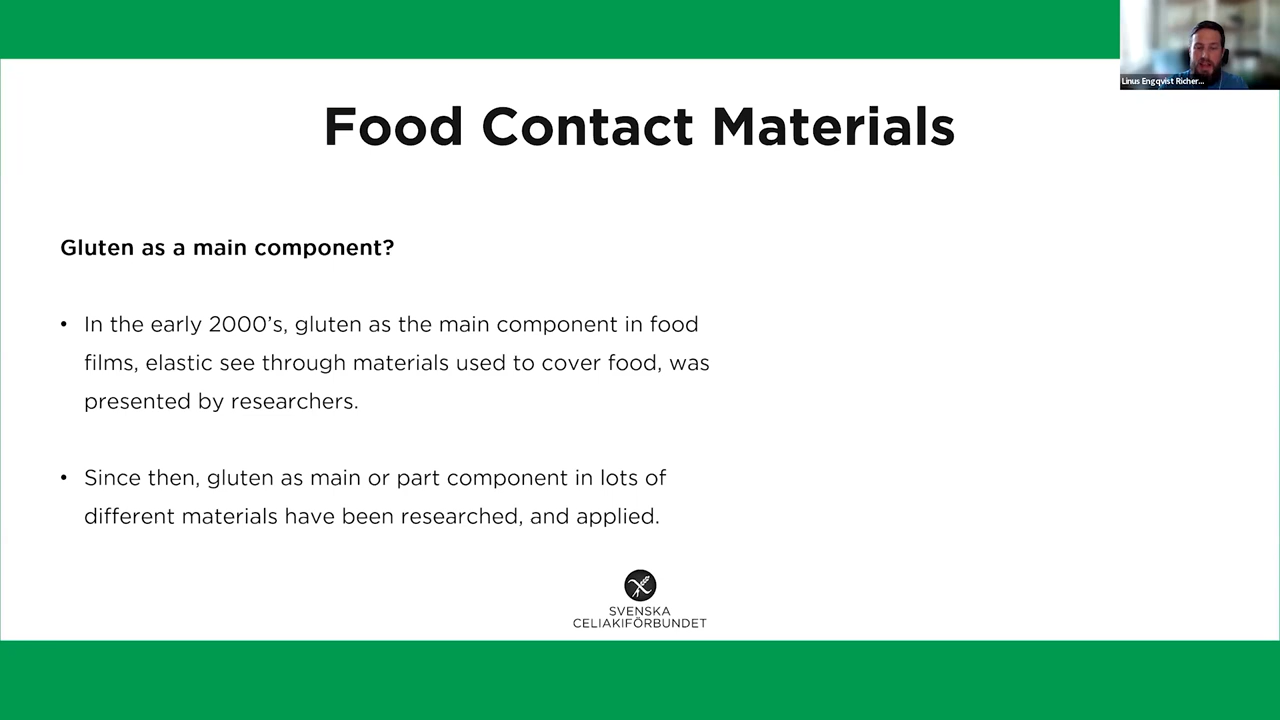 Linus Engqvist Richer...
Food Contact Materials
Gluten as a main component?
• In the early 2000’s, gluten as the main component in food
films, elastic see through materials used to cover food, was
presented by researchers.
• Since then, gluten as main or part component in lots of
different materials have been researched, and applied.
SVENSKA
CELIAKIFÖRBUNDET